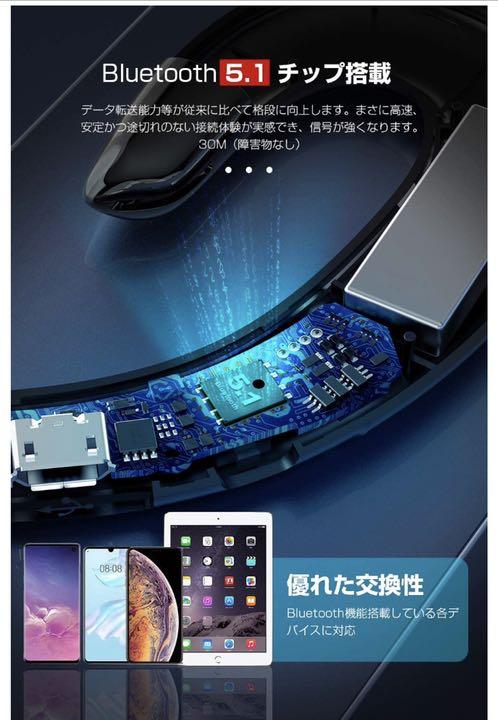 Bluetooth 5.1 チップ搭載
データ転送能力等が従来に比べて格段に向上します。まさに高速、
安定かつ途切れのない接続体験が実感でき、信号が強くなります。
30M（障害物なし）
5.1
08:08
優れた交換性
Bluetooth機能搭載している各デ
バイスに対応